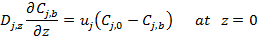 D_{j,z} ∂C_{j,b}/∂z = u_j(C_{j,0} − C_{j,b})   at z = 0